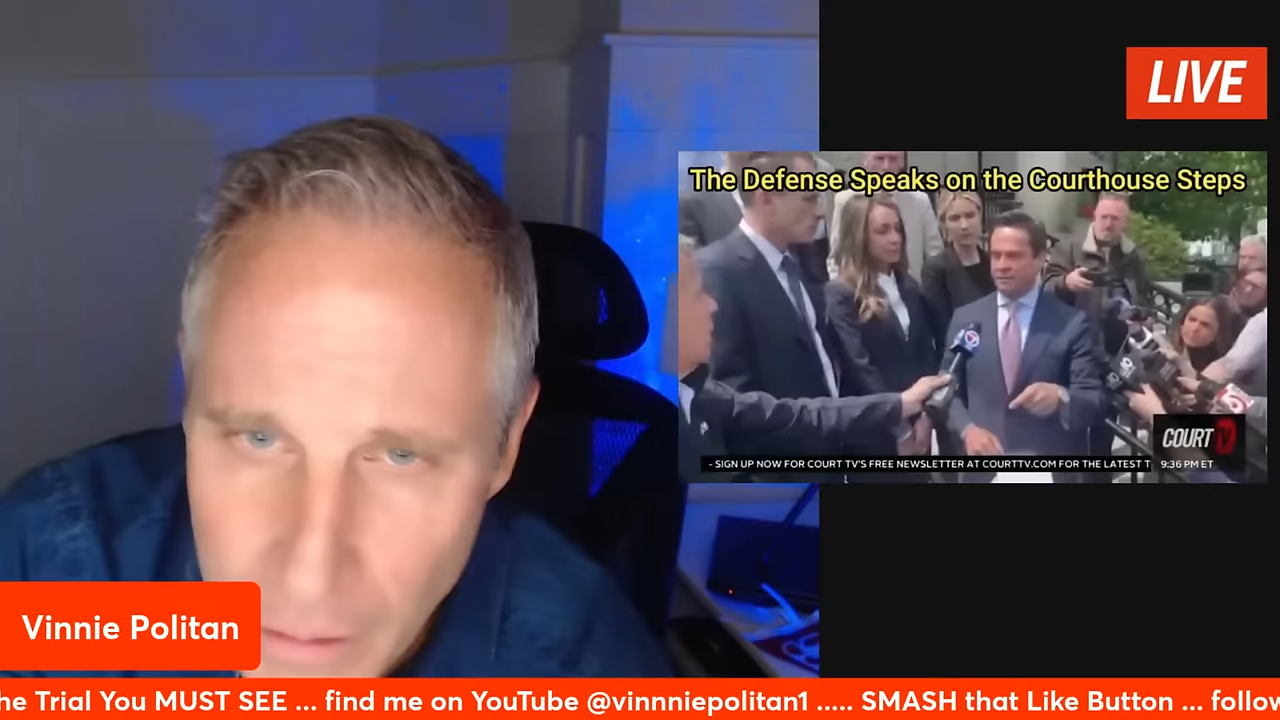 LIVE
The Defense Speaks on the Courthouse Steps
COURT TV
- SIGN UP NOW FOR COURT TV'S FREE NEWSLETTER AT COURTTV.COM FOR THE LATEST T
9:36 PM ET
Vinnie Politan
he Trial You MUST SEE ... find me on YouTube @vinnniepolitan1 ..... SMASH that Like Button ... follow